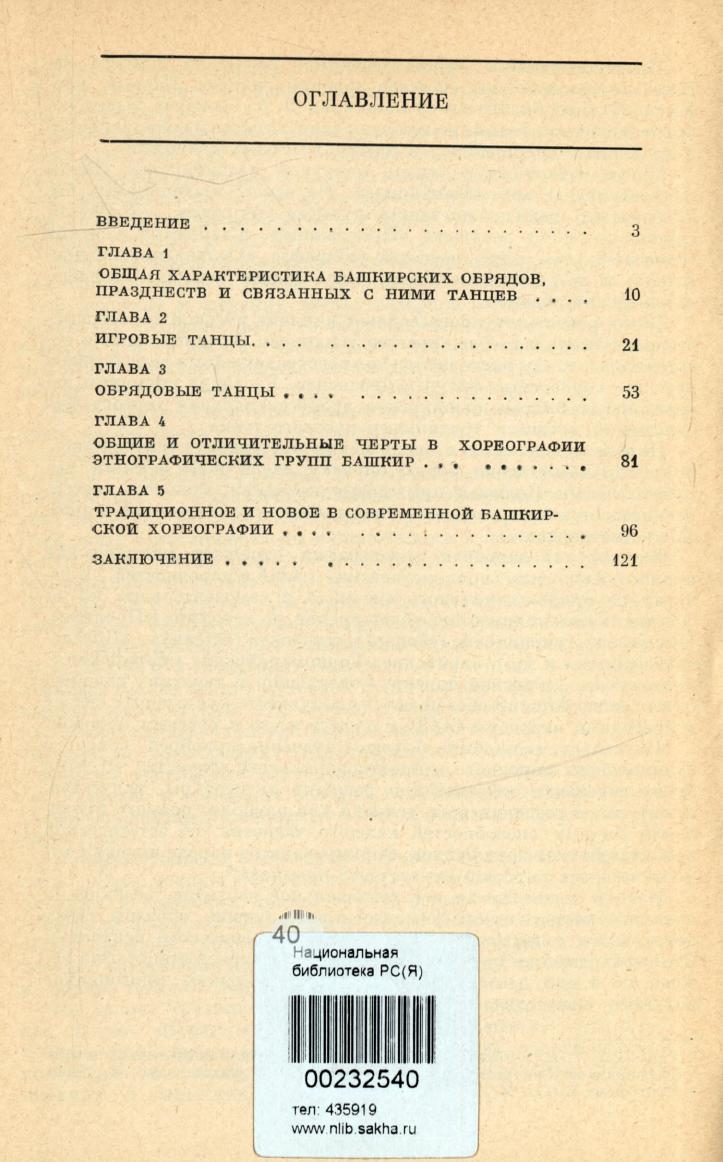 ОГЛАВЛЕНИЕ
ВВЕДЕНИЕ . . . . . . . . . . . . . . . . . . . . . . 3
ГЛАВА 1
ОБЩАЯ ХАРАКТЕРИСТИКА БАШКИРСКИХ ОБРЯДОВ,
ПРАЗДНЕСТВ И СВЯЗАННЫХ С НИМИ ТАНЦЕВ . . . . 10
ГЛАВА 2
ИГРОВЫЕ ТАНЦЫ. . . . . . . . . . . . . . . . . . . 21
ГЛАВА 3
ОБРЯДОВЫЕ ТАНЦЫ . . . . . . . . . . . . . . . . . 53
ГЛАВА 4
ОБЩИЕ И ОТЛИЧИТЕЛЬНЫЕ ЧЕРТЫ В ХОРЕОГРАФИИ
ЭТНОГРАФИЧЕСКИХ ГРУПП БАШКИР . . . . . . . . . . 81
ГЛАВА 5
ТРАДИЦИОННОЕ И НОВОЕ В СОВРЕМЕННОЙ БАШКИР-
СКОЙ ХОРЕОГРАФИИ . . . . . . . . . . . . . . . . . 96
ЗАКЛЮЧЕНИЕ . . . . . . . . . . . . . . . . . . . . 121
40
Национальная
библиотека РС(Я)
00232540
тел: 435919
www.nlib.sakha.ru